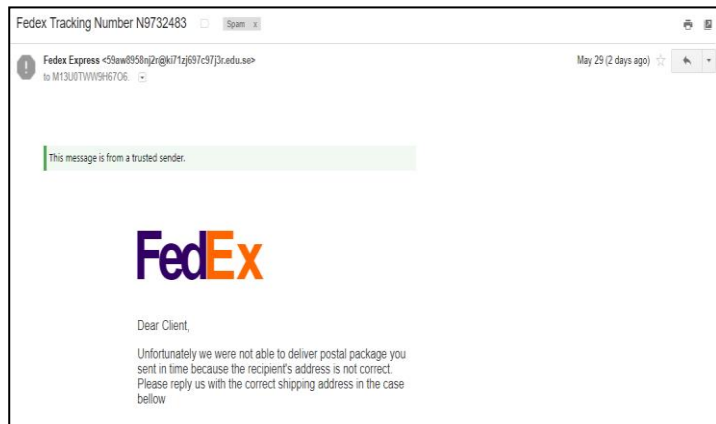 Fedex Tracking Number N9732483 Spam x
Fedex Express <59aw8958nj2r@ki71zj697c97j3r.edu.se> May 29 (2 days ago)
to M13U0TWW9H67O6.
This message is from a trusted sender.
FedEx
Dear Client,
Unfortunately we were not able to deliver postal package you
sent in time because the recipient's address is not correct.
Please reply us with the correct shipping address in the case
bellow